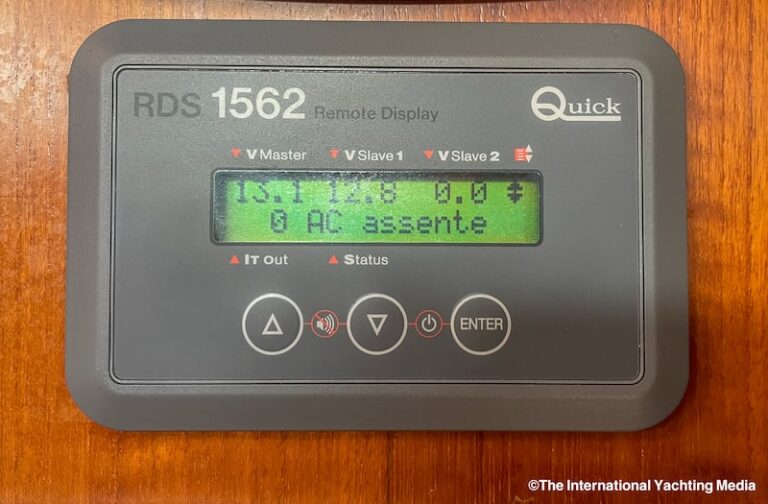 RDS 1562 Remote Display Quick
V Master V Slave 1 V Slave 2
13.1 12.8 0.0
0 AC assente
IT out Status
ENTER
©The International Yachting Media